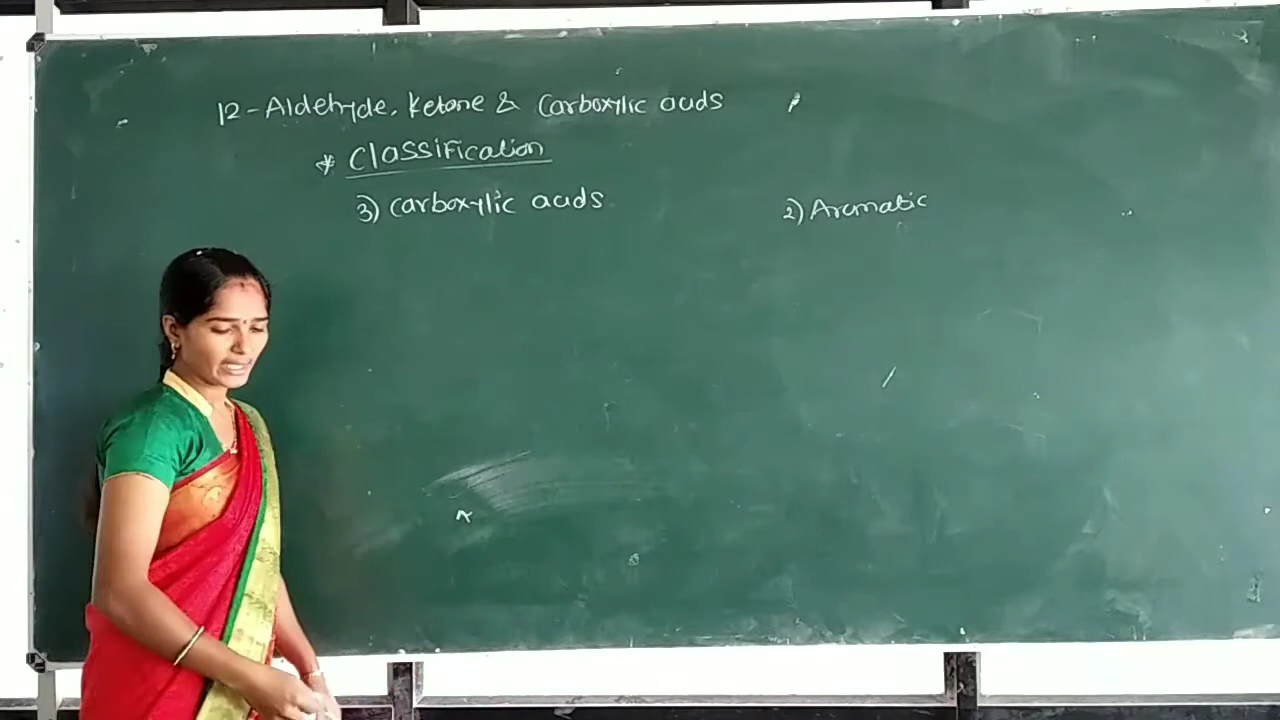 12-Aldehyde, Ketone & Carboxylic acids
* Classification
3) carboxylic acids
2) Aromatic